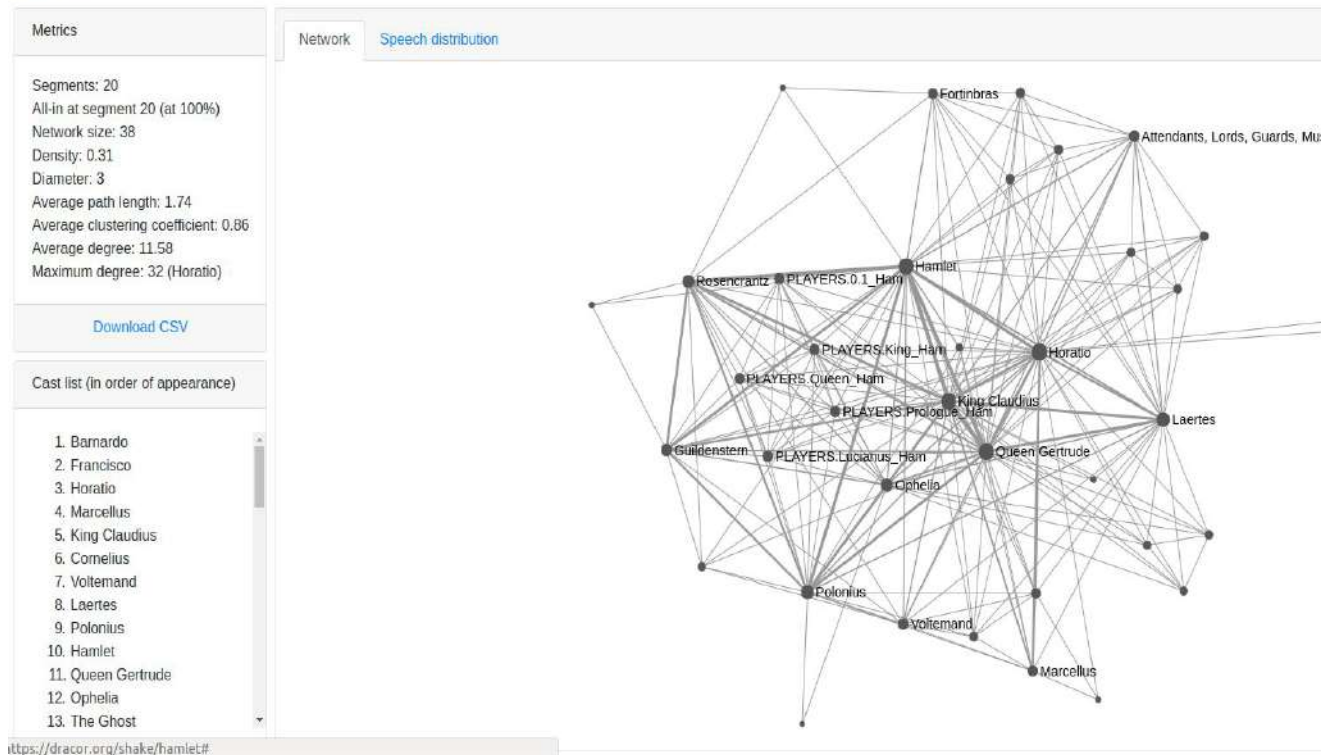 Metrics
Segments: 20
All-in at segment 20 (at 100%)
Network size: 38
Density: 0.31
Diameter: 3
Average path length: 1.74
Average clustering coefficient: 0.86
Average degree: 11.58
Maximum degree: 32 (Horatio)
Download CSV
Cast list (in order of appearance)
1. Barnardo
2. Francisco
3. Horatio
4. Marcellus
5. King Claudius
6. Cornelius
7. Voltemand
8. Laertes
9. Polonius
10. Hamlet
11. Queen Gertrude
12. Ophelia
13. The Ghost
Network
Speech distribution
Fortinbras
Attendants, Lords, Guards, Mus
Hamlet
Rosencrantz
PLAYERS.0.1_Ham
PLAYERS.King_Ham
Horatio
PLAYERS.Queen_Ham
King Claudius
PLAYERS.Prologue_Ham
Laertes
Guildenstern
PLAYERS.Lucianus_Ham
Queen Gertrude
Ophelia
Polonius
Voltemand
Marcellus
ttps://dracor.org/shake/hamlet#